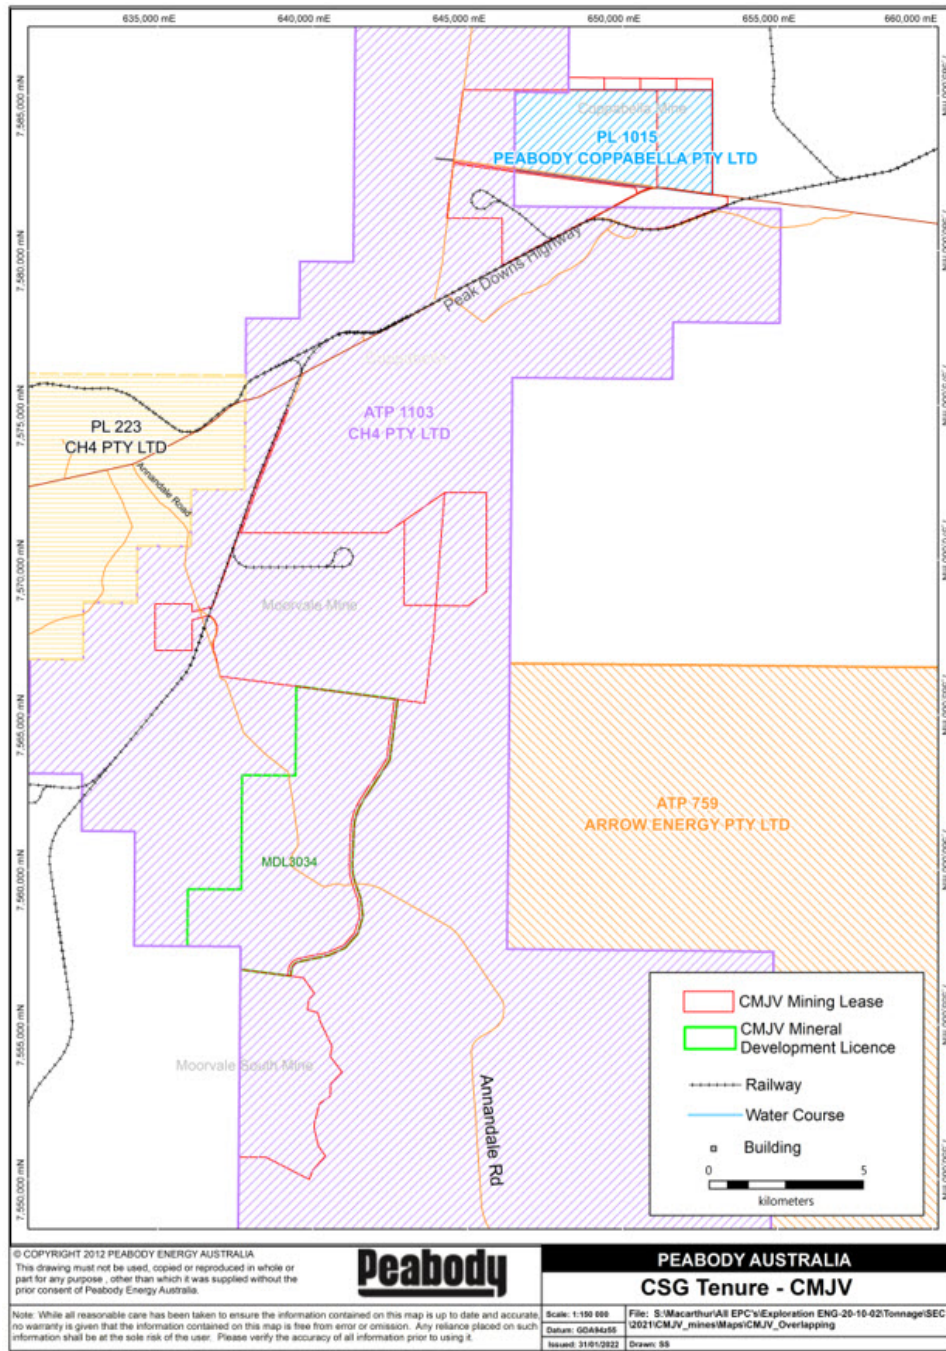 635,000 mE
640,000 mE
645,000 mE
650,000 mE
655,000 mE
660,000 mE
7,585,000 mN
7,580,000 mN
7,575,000 mN
7,570,000 mN
7,565,000 mN
7,560,000 mN
7,555,000 mN
7,550,000 mN
Coppabella Mine
PL 1015
PEABODY COPPABELLA PTY LTD
Peak Downs Highway
ATP 1103
CH4 PTY LTD
PL 223
CH4 PTY LTD
Annandale Road
Moorvale Mine
ATP 759
ARROW ENERGY PTY LTD
MDL3034
Moorvale South Mine
Annandale Rd
CMJV Mining Lease
CMJV Mineral
Development Licence
Railway
Water Course
Building
0 5
kilometers
© COPYRIGHT 2012 PEABODY ENERGY AUSTRALIA
This drawing must not be used, copied or reproduced in whole or
part for any purpose , other than which it was supplied without the
prior consent of Peabody Energy Australia.
Peabody
PEABODY AUSTRALIA
CSG Tenure - CMJV
Note: While all reasonable care has been taken to ensure the information contained on this map is up to date and accurate,
no warranty is given that the information contained on this map is free from error or omission. Any reliance placed on such
information shall be at the sole risk of the user. Please verify the accuracy of all information prior to using it.
Scale: 1:150 000
File: S:\Macarthur\All EPC's\Exploration ENG-20-10-02\Tonnage\SEC
\2021\CMJV_mines\Maps\CMJV_Overlapping
Datum: GDA94z55
Issued: 31/01/2022
Drawn: SS